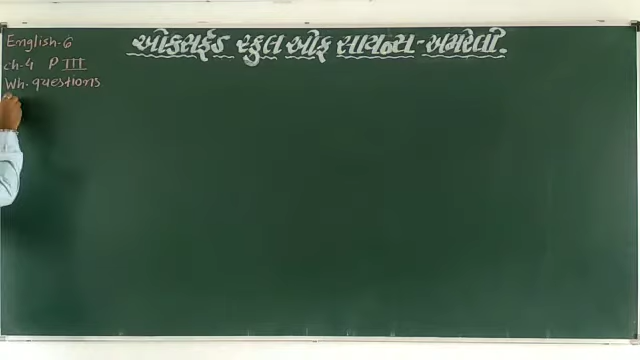 ઓક્સફર્ડ સ્કુલ ઓફ સાયન્સ - અમરેલી.
English-6
ch-4 P III
Wh. questions